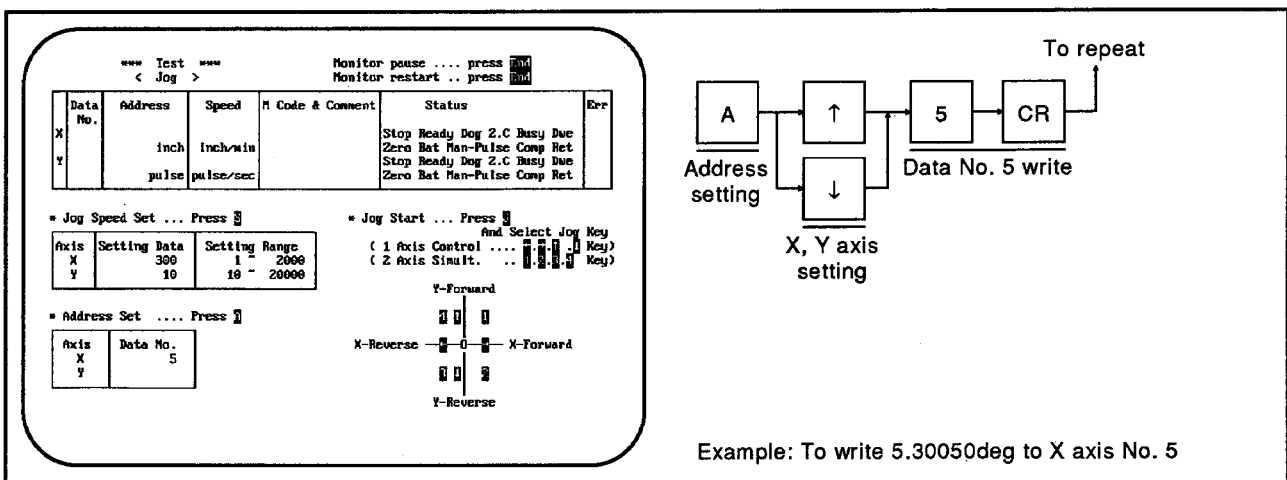 *** Test ***
< Jog >
Monitor pause .... press End
Monitor restart .. press End
Data No. Address Speed M Code & Comment Status Err
X Stop Ready Dog Z.C Busy Dwe
inch inch/min Zero Bat Man-Pulse Comp Ret
Y Stop Ready Dog Z.C Busy Dwe
pulse pulse/sec Zero Bat Man-Pulse Comp Ret
* Jog Speed Set ... Press S
Axis Setting Data Setting Range
X 300 1 ~ 2000
Y 10 10 ~ 20000
* Address Set .... Press
Axis Data No.
X 5
Y
* Jog Start ... Press
And Select Jog Key
( 1 Axis Control .... Key)
( 2 Axis Simult. .. Key)
Y-Forward
X-Reverse 0 X-Forward
Y-Reverse
To repeat
A ↑ 5 CR
↓
Address setting
Data No. 5 write
X, Y axis setting
Example: To write 5.30050deg to X axis No. 5